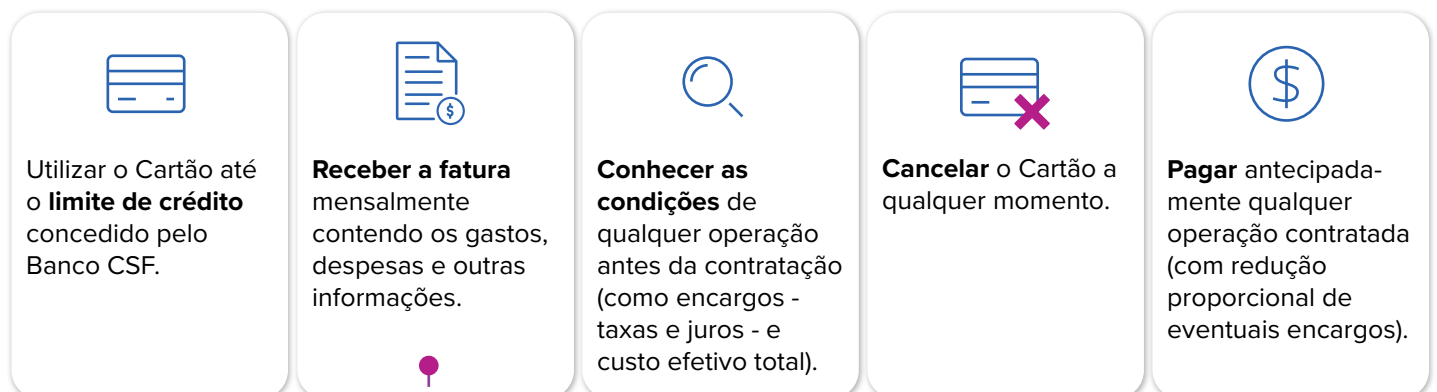 Utilizar o Cartão até
o limite de crédito
concedido pelo
Banco CSF.
Receber a fatura
mensalmente
contendo os gastos,
despesas e outras
informações.
Conhecer as
condições de
qualquer operação
antes da contratação
(como encargos -
taxas e juros - e
custo efetivo total).
Cancelar o Cartão a
qualquer momento.
Pagar antecipada-
mente qualquer
operação contratada
(com redução
proporcional de
eventuais encargos).